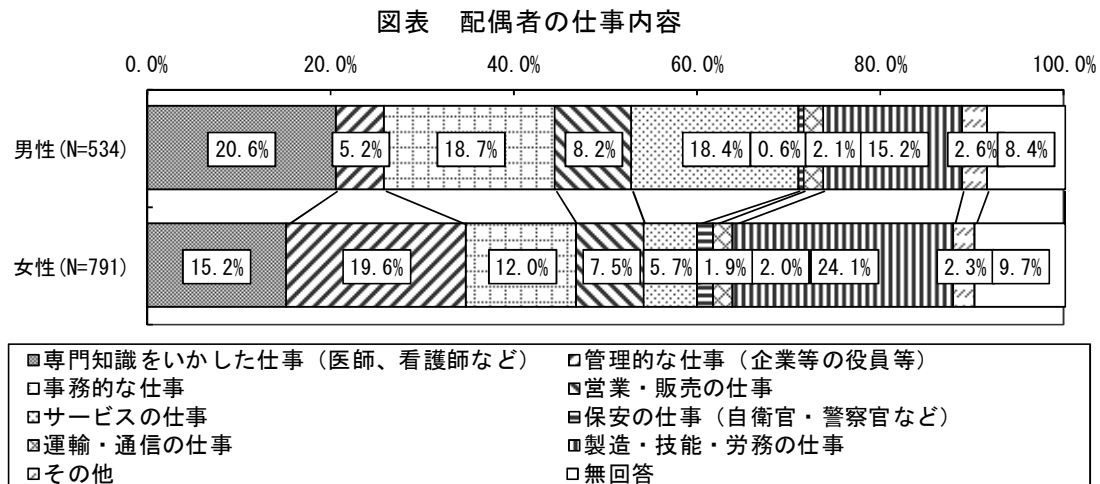 図表　配偶者の仕事内容
0.0% 20.0% 40.0% 60.0% 80.0% 100.0%
男性(N=534) 20.6% 5.2% 18.7% 8.2% 18.4% 0.6% 2.1% 15.2% 2.6% 8.4%
女性(N=791) 15.2% 19.6% 12.0% 7.5% 5.7% 1.9% 2.0% 24.1% 2.3% 9.7%
専門知識をいかした仕事（医師、看護師など） 管理的な仕事（企業等の役員等）
事務的な仕事 営業・販売の仕事
サービスの仕事 保安の仕事（自衛官・警察官など）
運輸・通信の仕事 製造・技能・労務の仕事
その他 無回答